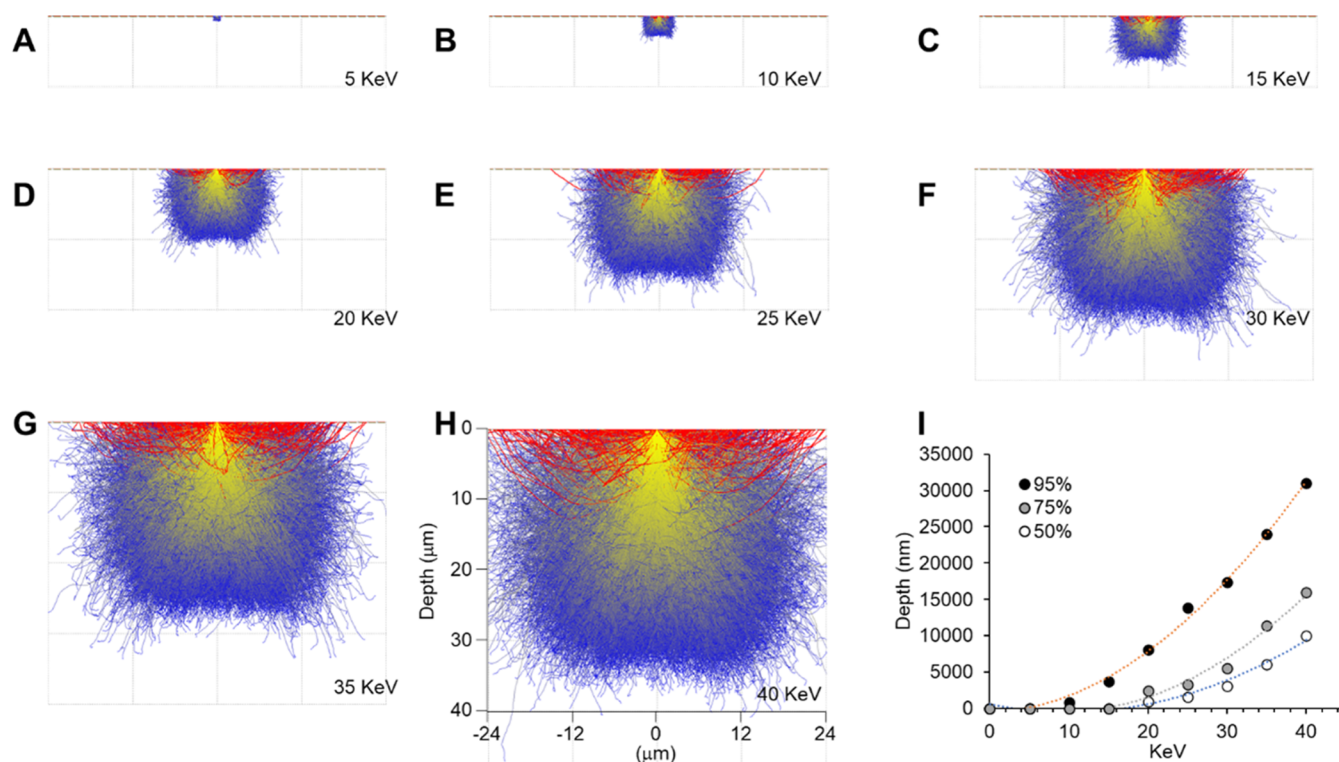 A
5 KeV
B
10 KeV
C
15 KeV
D
20 KeV
E
25 KeV
F
30 KeV
G
35 KeV
H
0
10
20
30
40
Depth (μm)
40 KeV
-24
-12
0
12
24
(μm)
I
35000
30000
25000
20000
15000
10000
5000
0
Depth (nm)
95%
75%
50%
0
10
20
30
40
KeV